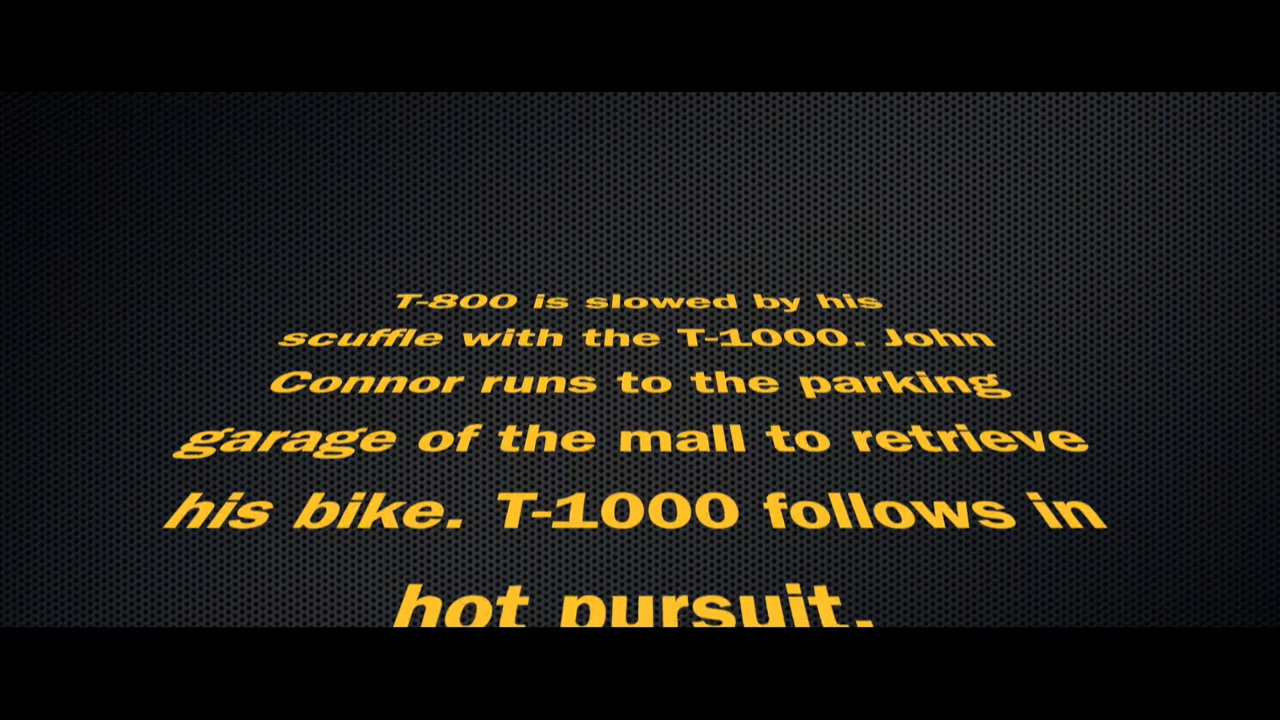 T-800 is slowed by his
scuffle with the T-1000. John
Connor runs to the parking
garage of the mall to retrieve
his bike. T-1000 follows in
hot pursuit.